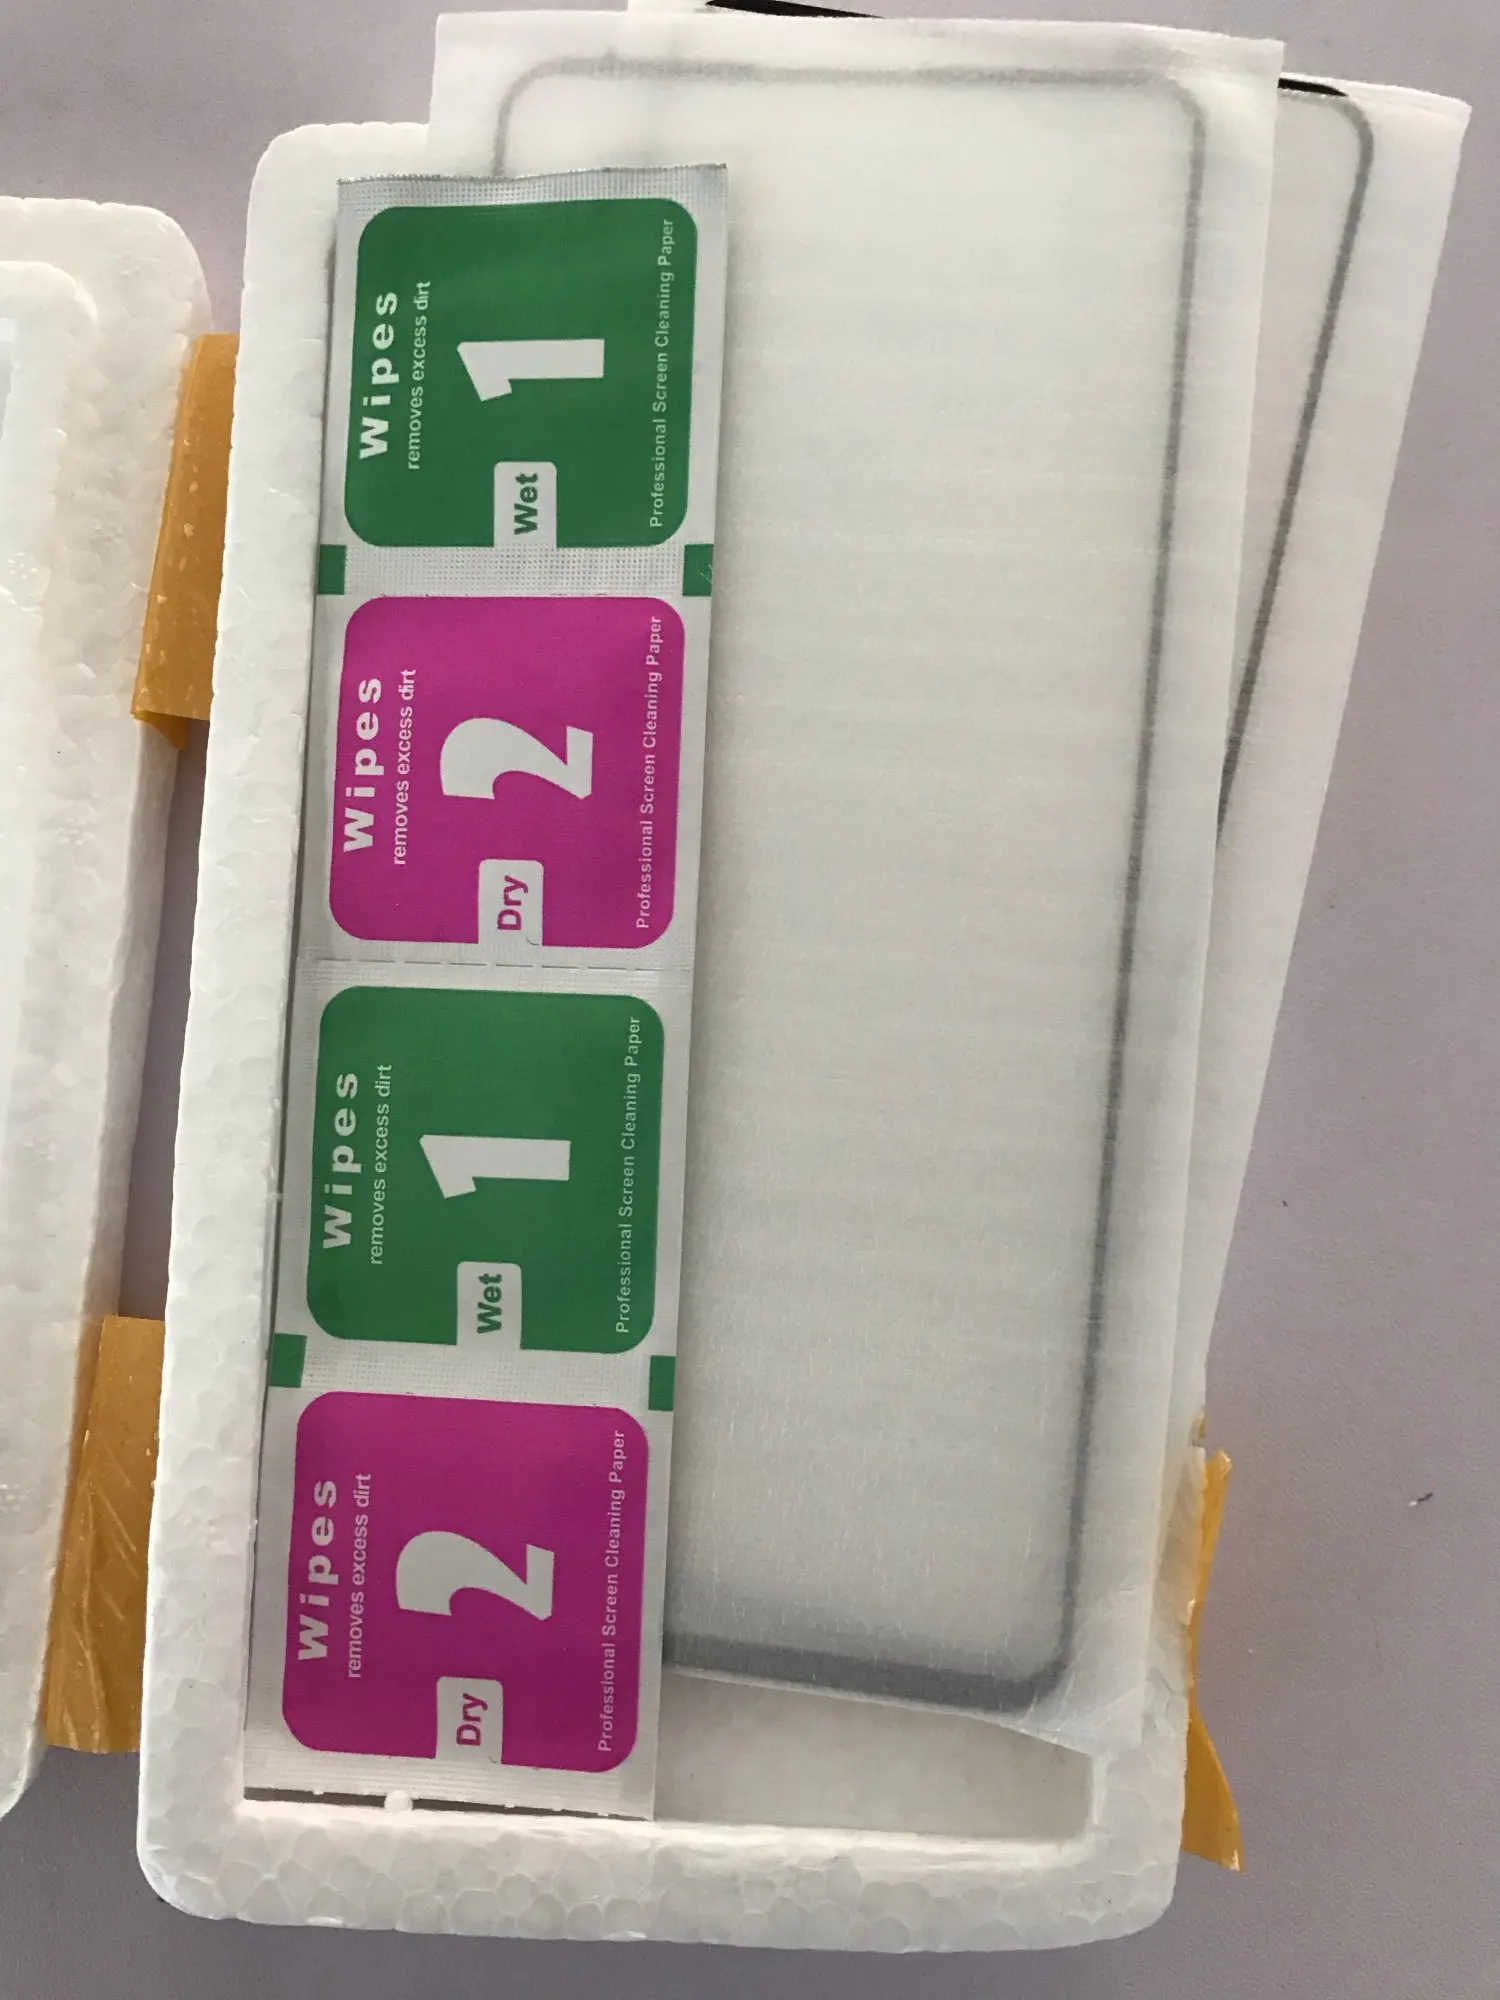 Wipes
removes excess dirt
1
Wet
Professional Screen Cleaning Paper
Wipes
removes excess dirt
2
Dry
Professional Screen Cleaning Paper
Wipes
removes excess dirt
1
Wet
Professional Screen Cleaning Paper
Wipes
removes excess dirt
2
Dry
Professional Screen Cleaning Paper